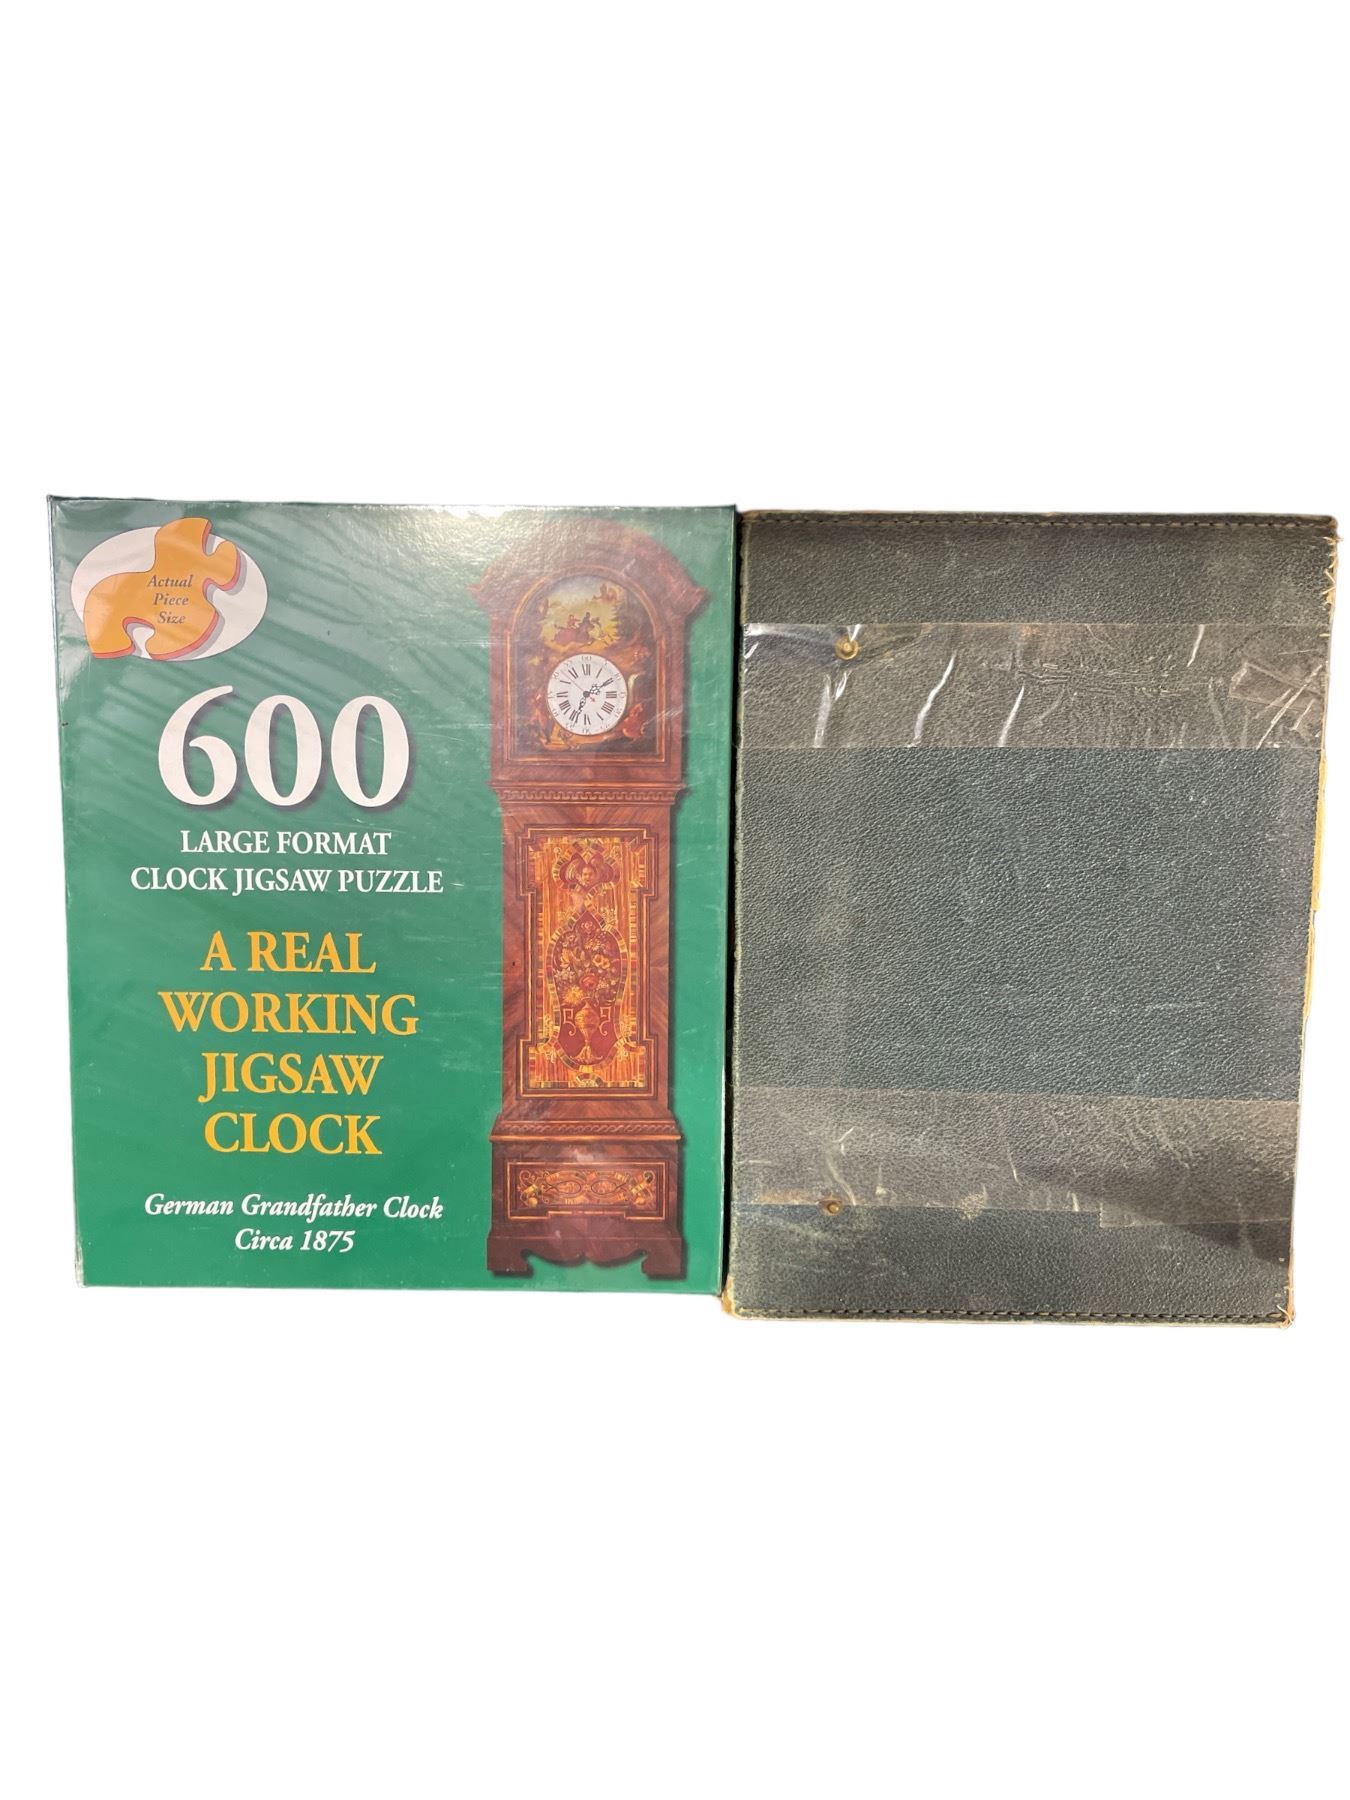 Actual
Piece
Size
600
LARGE FORMAT
CLOCK JIGSAW PUZZLE
A REAL
WORKING
JIGSAW
CLOCK
German Grandfather Clock
Circa 1875